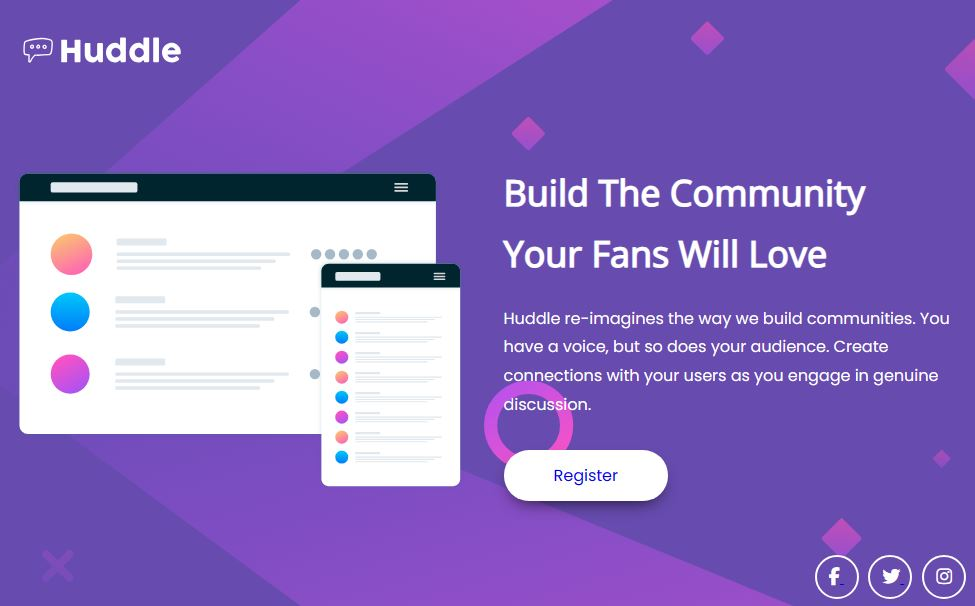 Huddle
Build The Community
Your Fans Will Love
Huddle re-imagines the way we build communities. You
have a voice, but so does your audience. Create
connections with your users as you engage in genuine
discussion.
Register